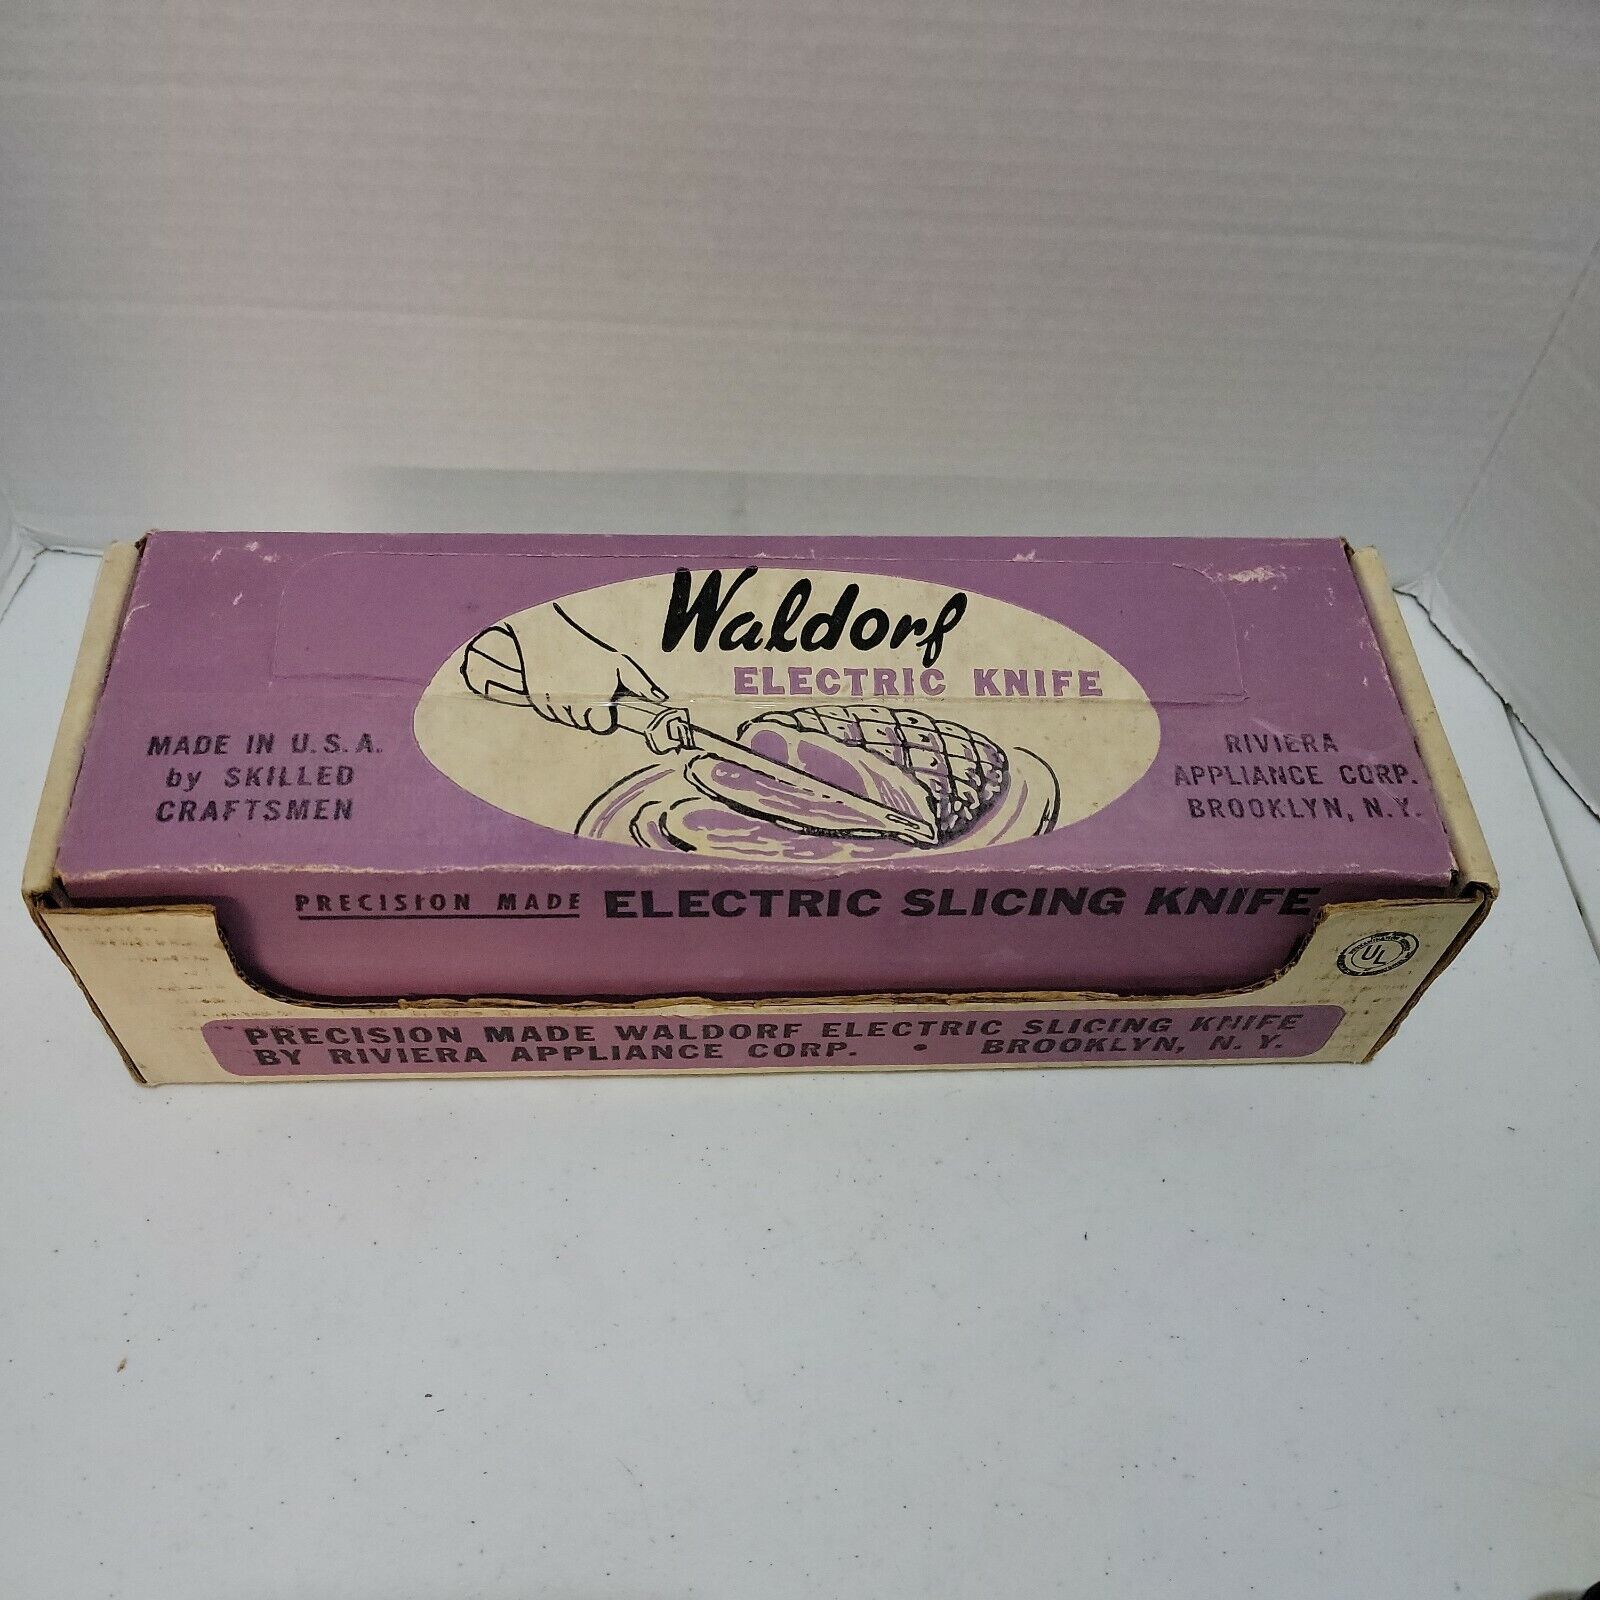 Waldorf
ELECTRIC KNIFE
MADE IN U.S.A.
by SKILLED
CRAFTSMEN
RIVIERA
APPLIANCE CORP.
BROOKLYN, N.Y.
PRECISION MADE ELECTRIC SLICING KNIFE
UL
PRECISION MADE WALDORF ELECTRIC SLICING KNIFE
BY RIVIERA APPLIANCE CORP. • BROOKLYN, N.Y.